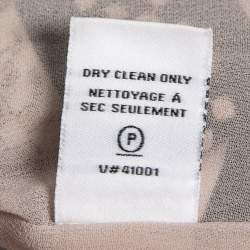 DRY CLEAN ONLY
NETTOYAGE Á
SEC SEULEMENT
P
V#41001